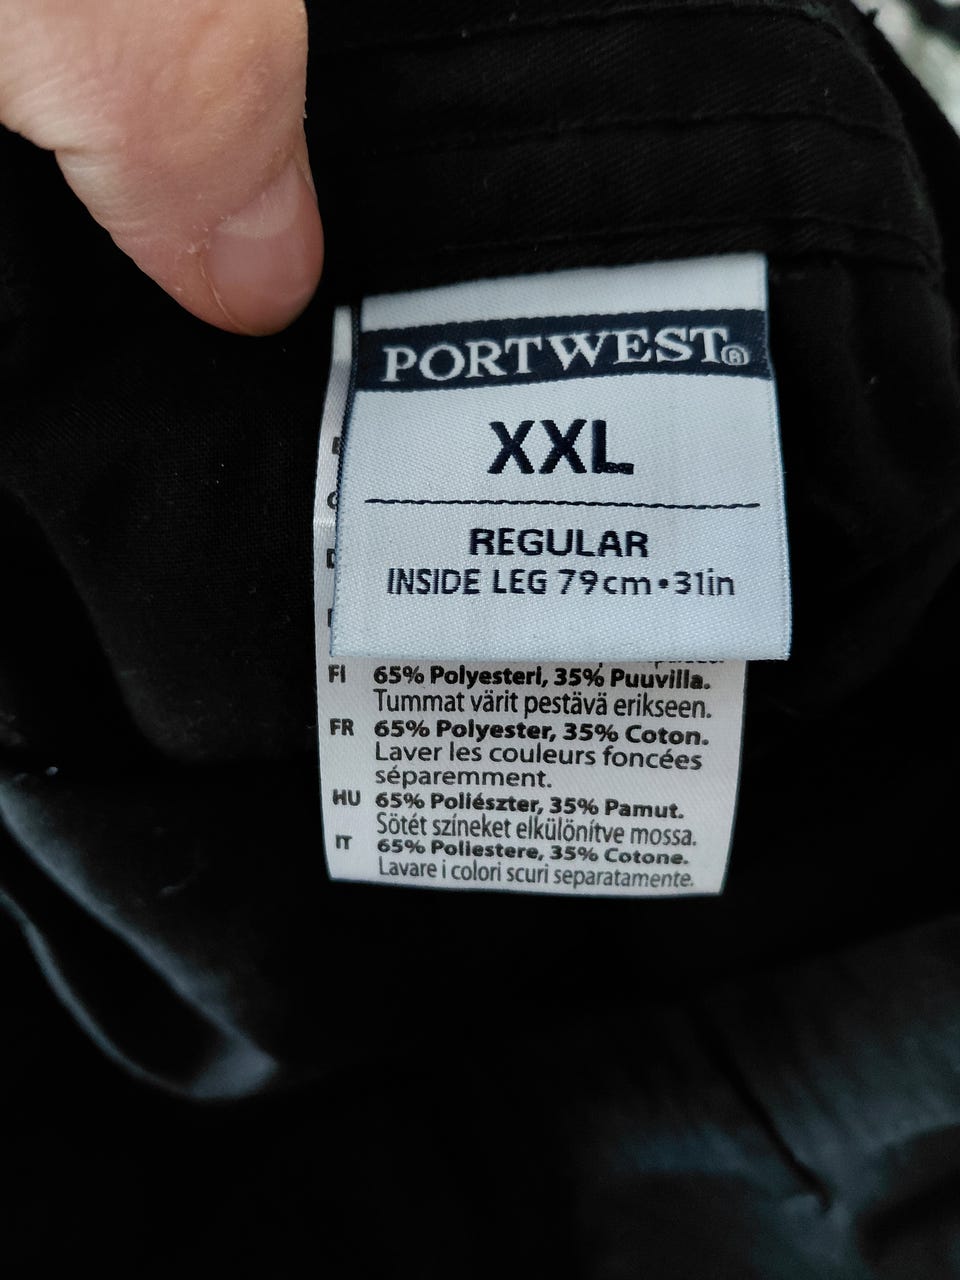 PORTWEST®
XXL
REGULAR
INSIDE LEG 79cm•31in
FI 65% Polyesteri, 35% Puuvilla.
Tummat värit pestävä erikseen.
FR 65% Polyester, 35% Coton.
Laver les couleurs foncées
séparemment.
HU 65% Poliészter, 35% Pamut.
Sötét színeket elkülönítve mossa.
IT 65% Poliestere, 35% Cotone.
Lavare i colori scuri separatamente.